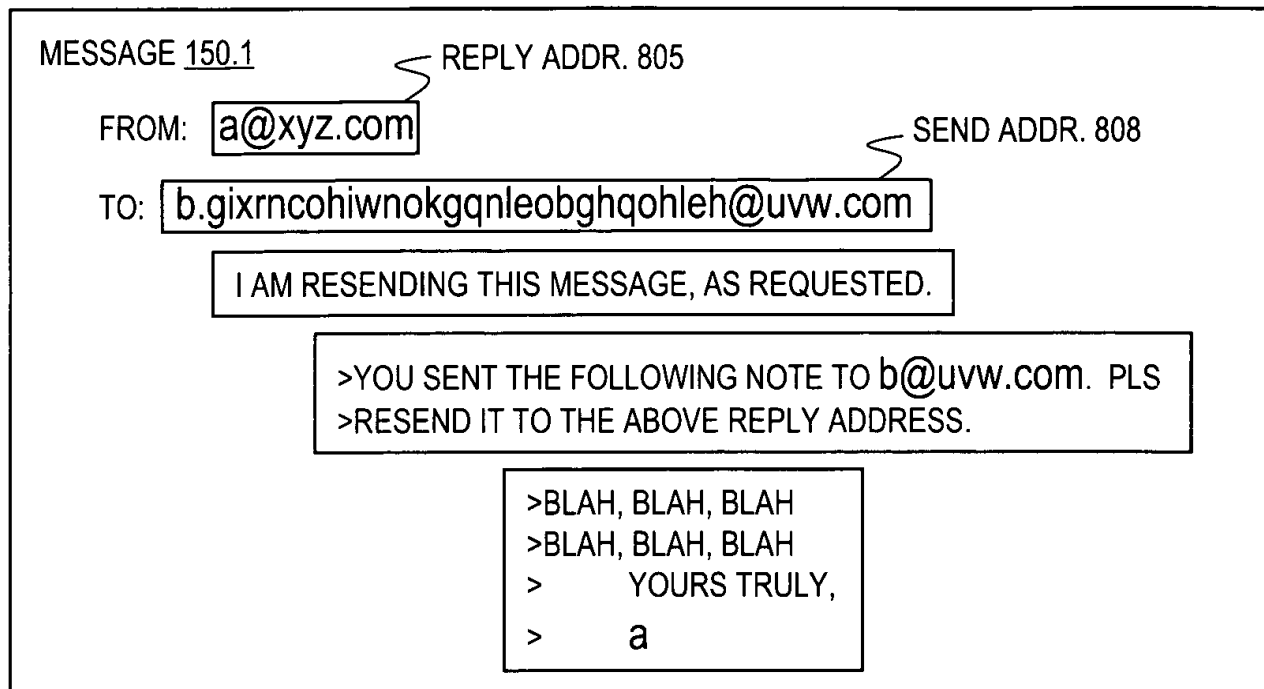 MESSAGE 150.1
REPLY ADDR. 805
FROM: a@xyz.com
SEND ADDR. 808
TO: b.gixrncohiwnokgqnleobghqohleh@uvw.com
I AM RESENDING THIS MESSAGE, AS REQUESTED.
>YOU SENT THE FOLLOWING NOTE TO b@uvw.com. PLS
>RESEND IT TO THE ABOVE REPLY ADDRESS.
>BLAH, BLAH, BLAH
>BLAH, BLAH, BLAH
> YOURS TRULY,
> a